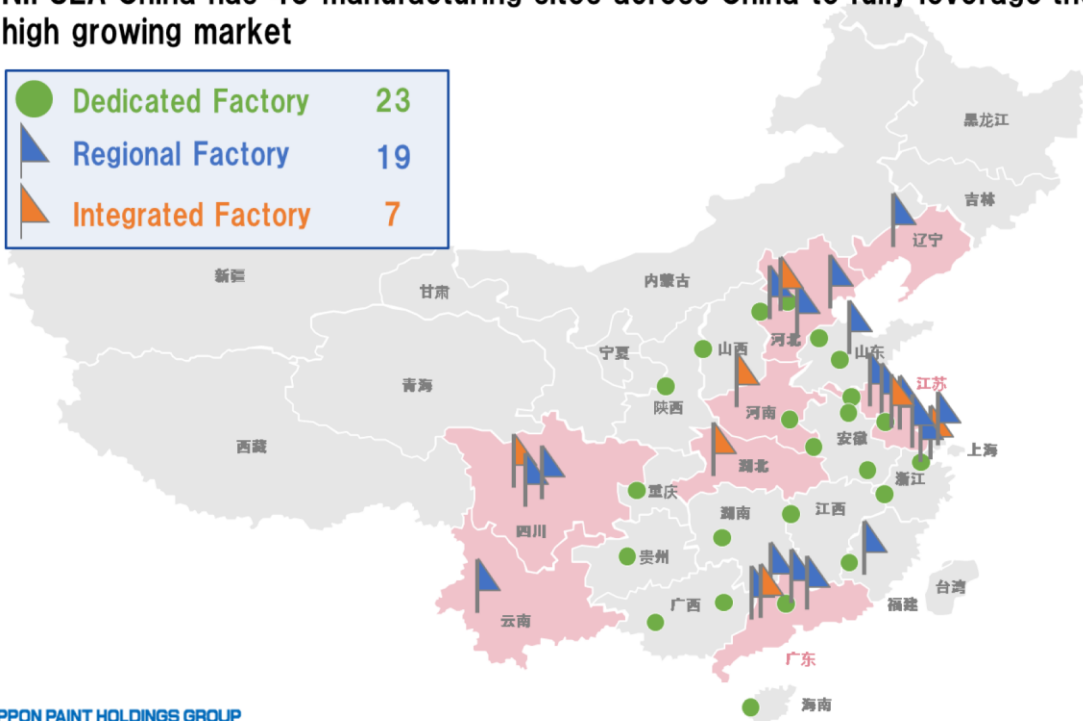 high growing market
Dedicated Factory 23
Regional Factory 19
Integrated Factory 7
黑龙江
吉林
辽宁
新疆
甘肃
内蒙古
河北
山西
山东
宁夏
青海
陕西
河南
江苏
安徽
上海
西藏
湖北
浙江
重庆
四川
湖南
江西
贵州
云南
广西
福建
台湾
广东
海南
PPON PAINT HOLDINGS GROUP